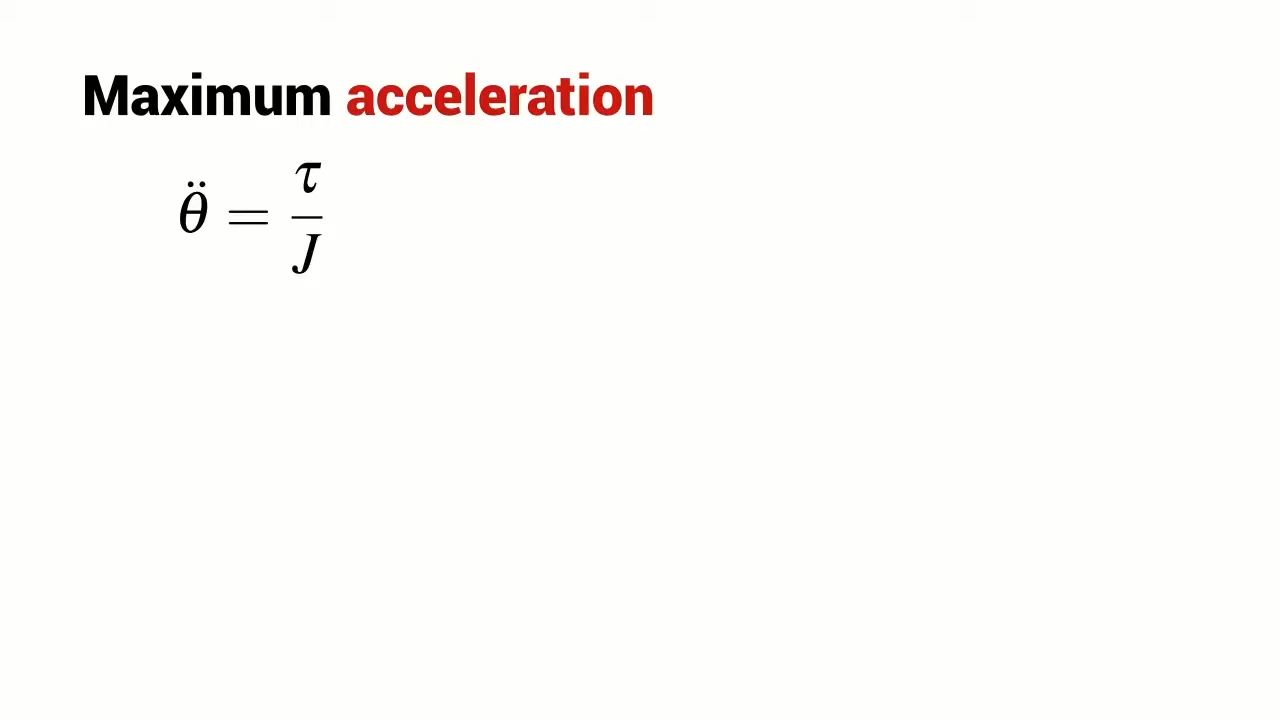 Maximum acceleration
θ̈ = τ / J